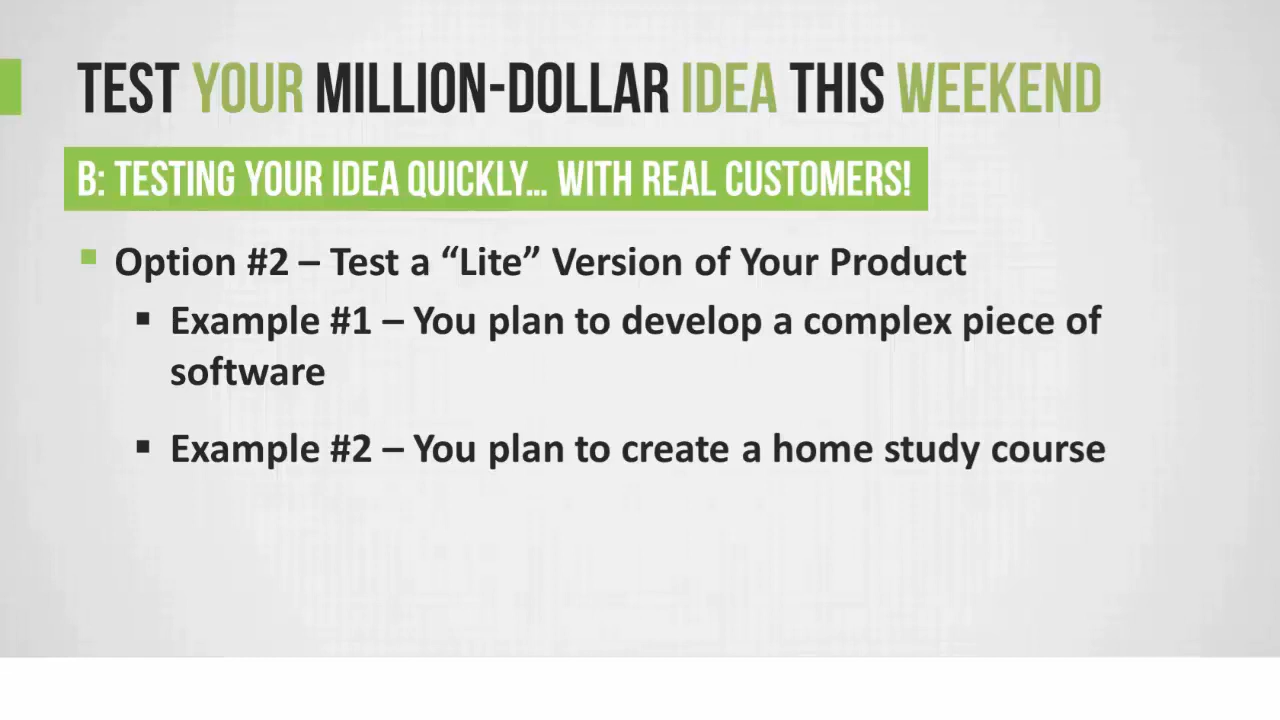 TEST YOUR MILLION-DOLLAR IDEA THIS WEEKEND
B: TESTING YOUR IDEA QUICKLY... WITH REAL CUSTOMERS!
Option #2 – Test a “Lite” Version of Your Product
Example #1 – You plan to develop a complex piece of
software
Example #2 – You plan to create a home study course